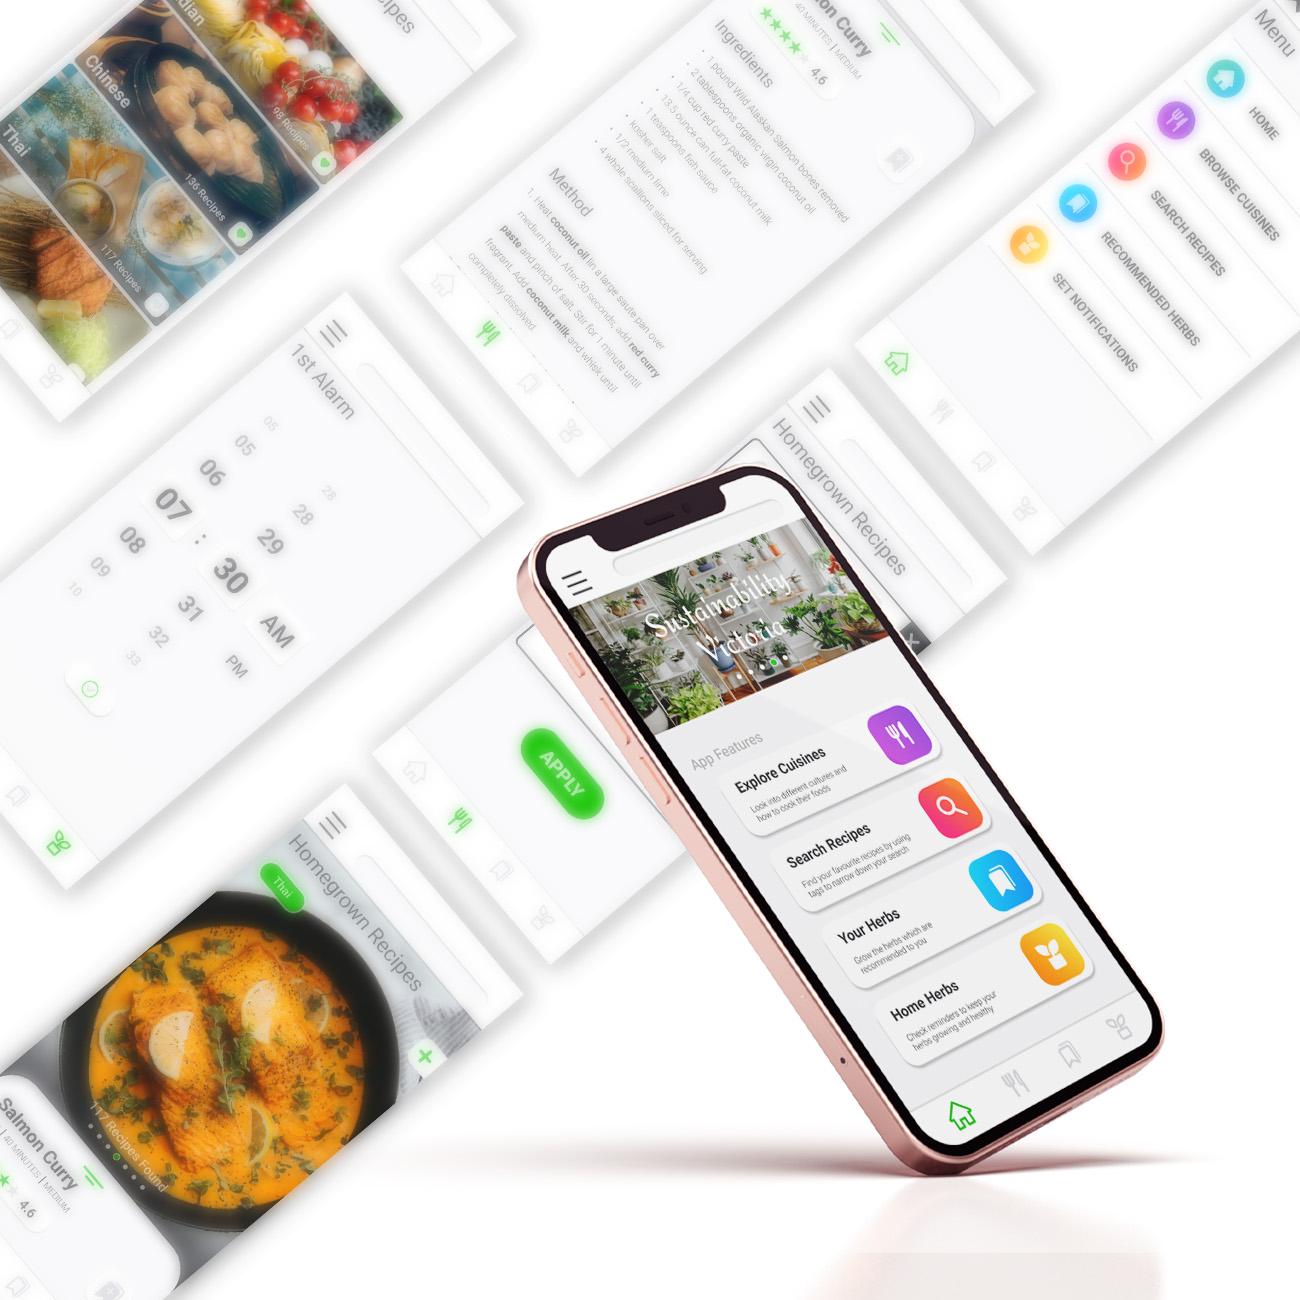 Recipes
Indian
98 Recipes
Chinese
136 Recipes
Thai
117 Recipes
on Curry
40 MINUTES | MEDIUM
4.6
Ingredients
1 pound Wild Alaskan Salmon bones removed
2 tablespoons organic virgin coconut oil
1/4 cup red curry paste
13.5 ounce can full-fat coconut milk
1 teaspoons fish sauce
kosher salt
1/2 medium lime
4 whole scallions sliced for serving
Method
1. Heat coconut oil iin a large saute pan over
medium heat. After 30 seconds, add red curry
paste and pinch of salt. Stir for 1 minute until
fragrant. Add coconut milk and whisk until
completely dissolved.
Menu
HOME
BROWSE CUISINES
SEARCH RECIPES
RECOMMENDED HERBS
SET NOTIFICATIONS
1st Alarm
05 28
05 28
06 29
07 : 30 AM
08 31 PM
09 32
10 33
Homegrown Recipes
APPLY
Homegrown Recipes
Thai
117 Recipes Found
Salmon Curry
| 40 MINUTES | MEDIUM
4.6
Sustainability
Victoria
App Features
Explore Cuisines
Look into different cultures and
how to cook their foods
Search Recipes
Find your favourite recipes by using
tags to narrow down your search
Your Herbs
Grow the herbs which are
recommended to you
Home Herbs
Check reminders to keep your
herbs growing and healthy